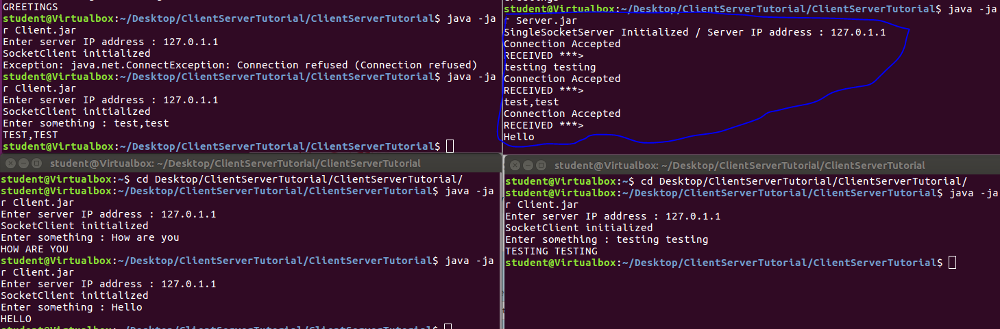 GREETINGS
student@Virtualbox:~/Desktop/ClientServerTutorial/ClientServerTutorial$ java -ja
r Client.jar
Enter server IP address : 127.0.1.1
SocketClient initialized
Exception: java.net.ConnectException: Connection refused (Connection refused)
student@Virtualbox:~/Desktop/ClientServerTutorial/ClientServerTutorial$ java -ja
r Client.jar
Enter server IP address : 127.0.1.1
SocketClient initialized
Enter something : test,test
TEST,TEST
student@Virtualbox:~/Desktop/ClientServerTutorial/ClientServerTutorial$
student@Virtualbox:~/Desktop/ClientServerTutorial/ClientServerTutorial$ java -ja
r Server.jar
SingleSocketServer Initialized / Server IP address : 127.0.1.1
Connection Accepted
RECEIVED ***>
testing testing
Connection Accepted
RECEIVED ***>
test,test
Connection Accepted
RECEIVED ***>
Hello
student@Virtualbox: ~/Desktop/ClientServerTutorial/ClientServerTutorial
student@Virtualbox:~$ cd Desktop/ClientServerTutorial/ClientServerTutorial/
student@Virtualbox:~/Desktop/ClientServerTutorial/ClientServerTutorial$ java -ja
r Client.jar
Enter server IP address : 127.0.1.1
SocketClient initialized
Enter something : How are you
HOW ARE YOU
student@Virtualbox:~/Desktop/ClientServerTutorial/ClientServerTutorial$ java -ja
r Client.jar
Enter server IP address : 127.0.1.1
SocketClient initialized
Enter something : Hello
HELLO
student@Virtualbox:~/Desktop/ClientServerTutorial/ClientServerTutorial$
student@Virtualbox: ~/Desktop/ClientServerTutorial/ClientServerTutorial
student@Virtualbox:~$ cd Desktop/ClientServerTutorial/ClientServerTutorial/
student@Virtualbox:~/Desktop/ClientServerTutorial/ClientServerTutorial$ java -ja
r Client.jar
Enter server IP address : 127.0.1.1
SocketClient initialized
Enter something : testing testing
TESTING TESTING
student@Virtualbox:~/Desktop/ClientServerTutorial/ClientServerTutorial$